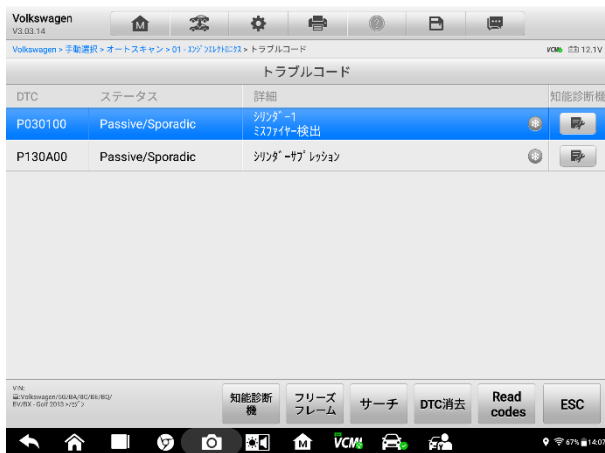 Volkswagen
V3.03.14
Volkswagen > 手動選択 > オートスキャン > 01 - ｴﾝｼﾞﾝｴﾚｸﾄﾛﾆｸｽ > トラブルコード
VCMI 12.1V
トラブルコード
DTC ステータス 詳細 知能診断機
P030100 Passive/Sporadic ｼﾘﾝﾀﾞｰ1
ﾐｽﾌｧｲﾔｰ検出
P130A00 Passive/Sporadic ｼﾘﾝﾀﾞｰｻﾌﾟﾚｯｼｮﾝ
VIN:
知能診断機 フリーズフレーム サーチ DTC消去 Read codes ESC
VCMI
67% 14:07